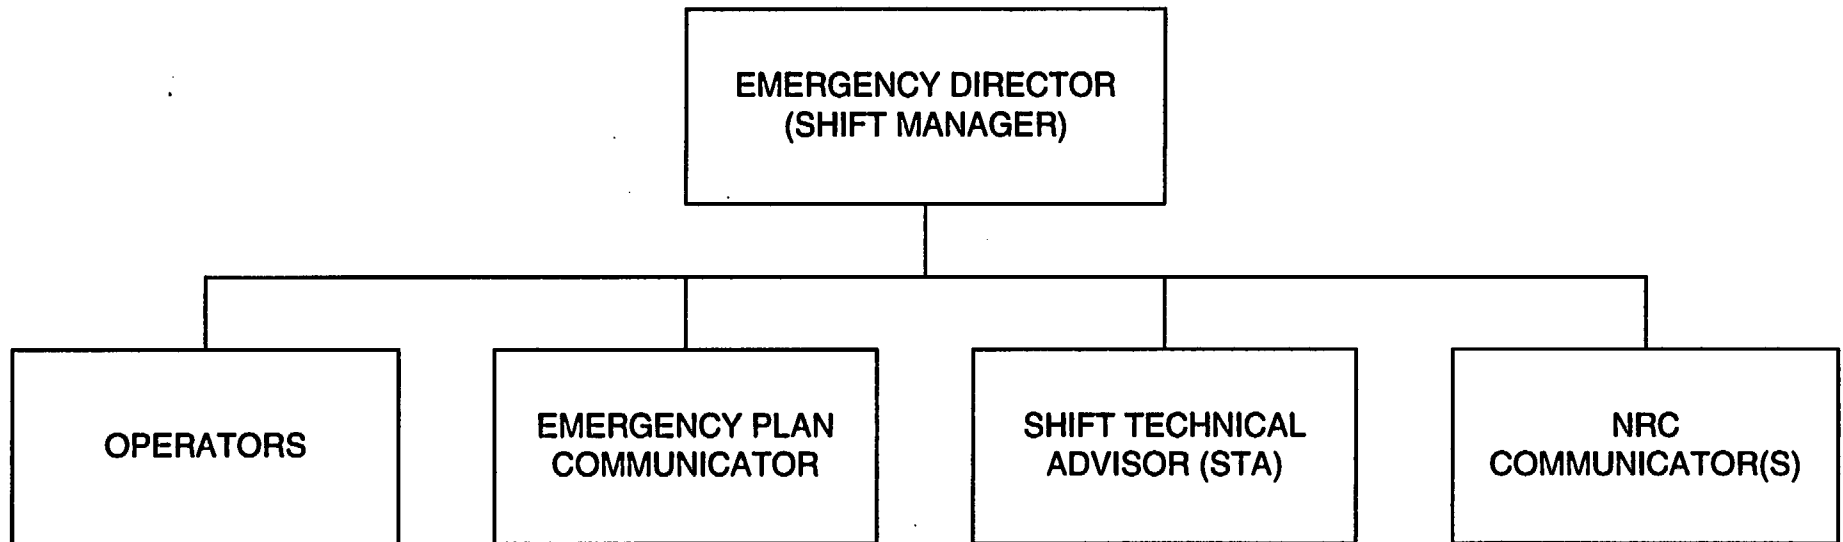 EMERGENCY DIRECTOR
(SHIFT MANAGER)
OPERATORS
EMERGENCY PLAN
COMMUNICATOR
SHIFT TECHNICAL
ADVISOR (STA)
NRC
COMMUNICATOR(S)